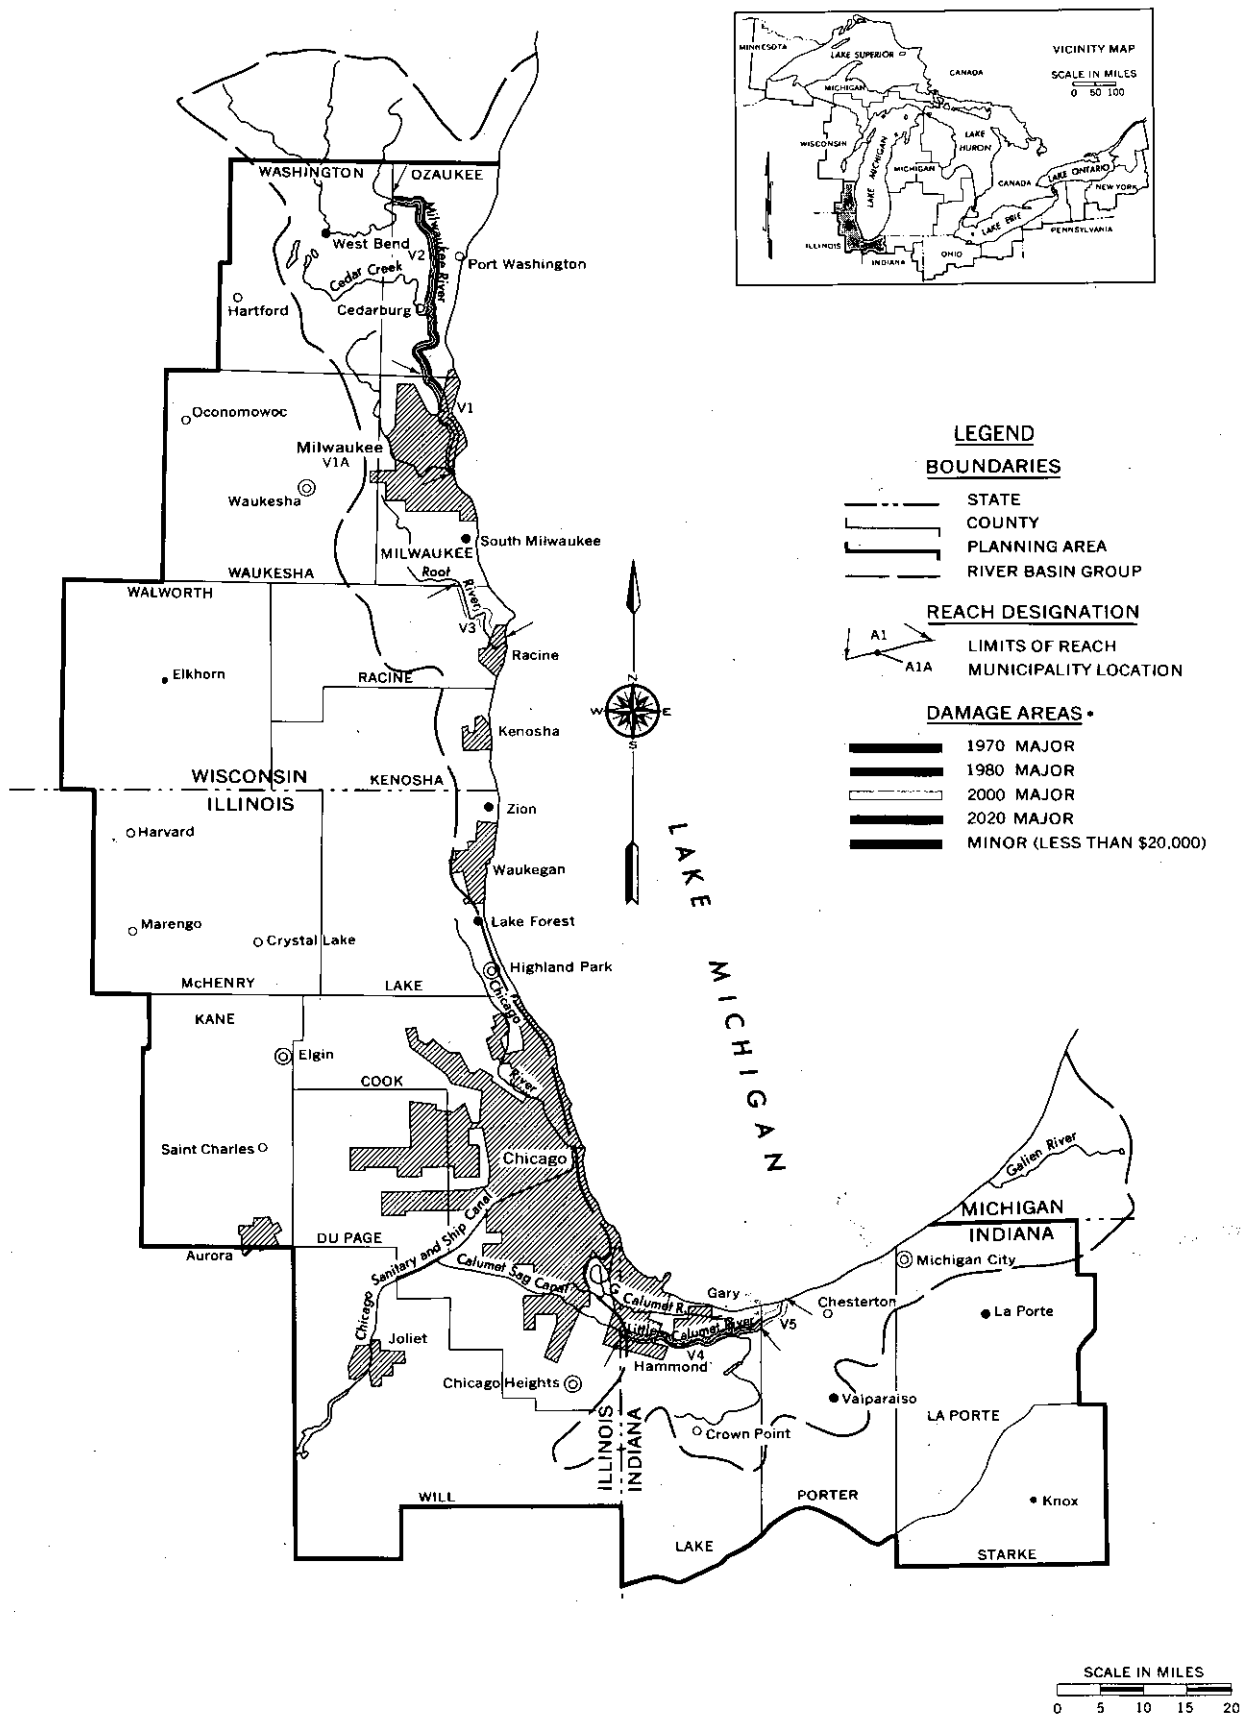 VICINITY MAP
SCALE IN MILES
0 50 100
MINNESOTA
LAKE SUPERIOR
CANADA
MICHIGAN
WISCONSIN
LAKE MICHIGAN
MICHIGAN
LAKE HURON
CANADA
LAKE ONTARIO
NEW YORK
LAKE ERIE
PENNSYLVANIA
ILLINOIS
INDIANA
OHIO
WASHINGTON
OZAUKEE
Milwaukee River
West Bend
V2
Port Washington
Cedar Creek
Hartford
Cedarburg
Oconomowoc
V1
Milwaukee
V1A
Waukesha
South Milwaukee
MILWAUKEE
Root River
WAUKESHA
WALWORTH
V3
Racine
Elkhorn
RACINE
Kenosha
WISCONSIN
KENOSHA
ILLINOIS
Zion
Harvard
Waukegan
Marengo
Lake Forest
Crystal Lake
Highland Park
McHENRY
LAKE
Chicago River
KANE
Elgin
COOK
Saint Charles
Chicago
Aurora
DU PAGE
Chicago Sanitary and Ship Canal
Calumet Sag Canal
G. Calumet R.
Gary
Little Calumet River
V5
V4
Hammond
Joliet
Chicago Heights
Chesterton
Michigan City
La Porte
Valparaiso
Crown Point
LA PORTE
ILLINOIS
INDIANA
WILL
PORTER
Knox
LAKE
STARKE
Galien River
MICHIGAN
INDIANA
LAKE MICHIGAN
N
W E
S
LEGEND
BOUNDARIES
STATE
COUNTY
PLANNING AREA
RIVER BASIN GROUP
REACH DESIGNATION
A1
LIMITS OF REACH
A1A
MUNICIPALITY LOCATION
DAMAGE AREAS
1970 MAJOR
1980 MAJOR
2000 MAJOR
2020 MAJOR
MINOR (LESS THAN $20,000)
SCALE IN MILES
0 5 10 15 20